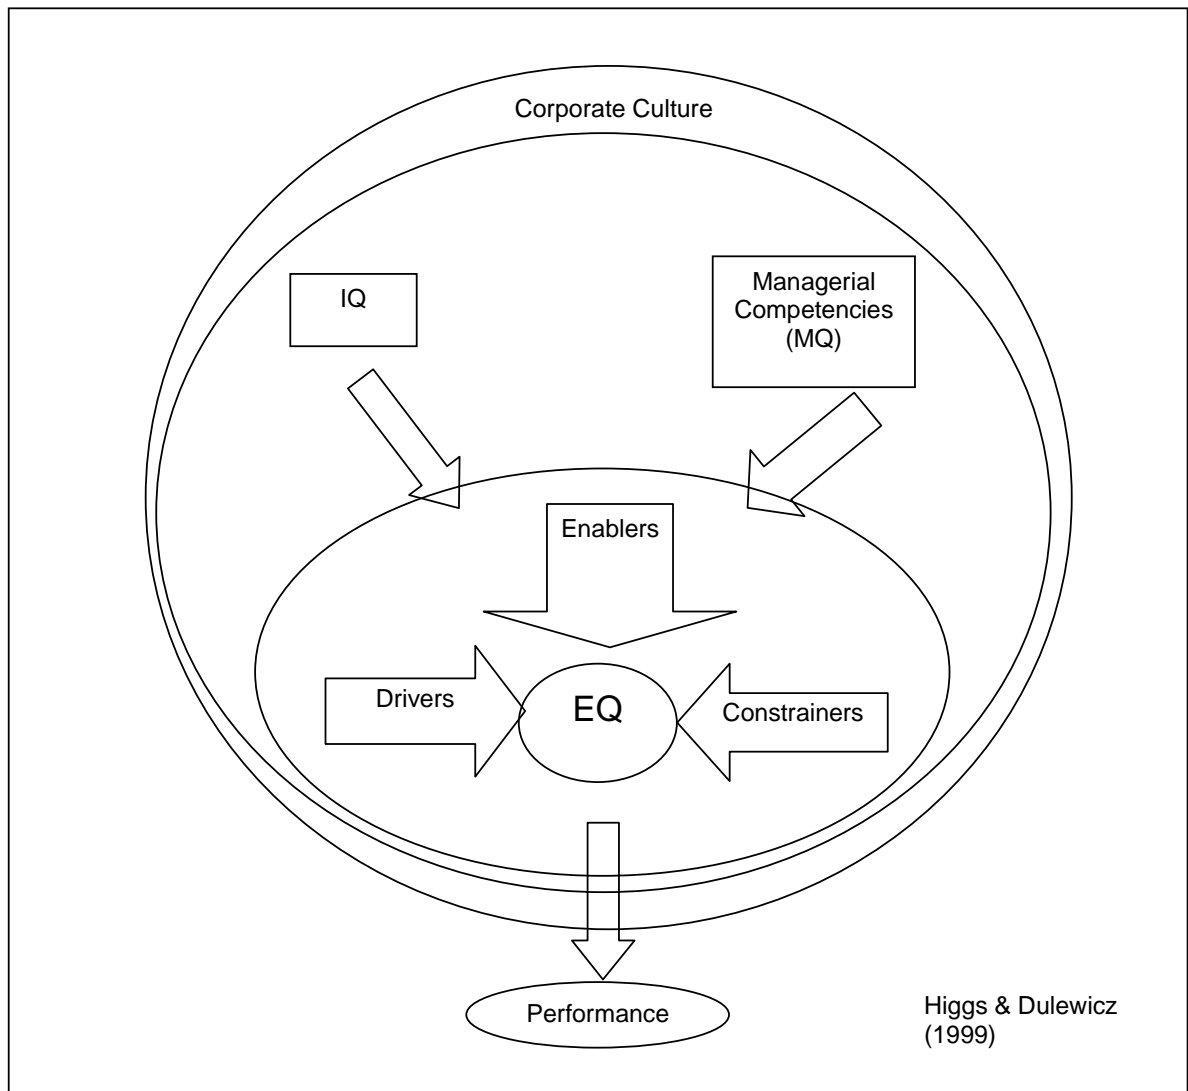 Corporate Culture
IQ
Managerial
Competencies
(MQ)
Enablers
Drivers
EQ
Constrainers
Performance
Higgs & Dulewicz
(1999)